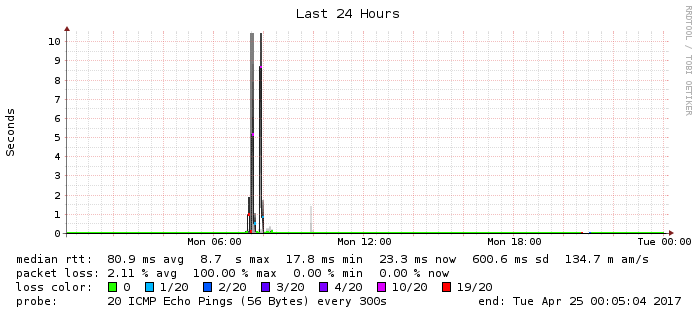 Last 24 Hours
RRDTOOL / TOBI OETIKER
Seconds
10
9
8
7
6
5
4
3
2
1
0
Mon 06:00 Mon 12:00 Mon 18:00 Tue 00:00
median rtt: 80.9 ms avg 8.7 s max 17.8 ms min 23.3 ms now 600.6 ms sd 134.7 m am/s
packet loss: 2.11 % avg 100.00 % max 0.00 % min 0.00 % now
loss color: 0 1/20 2/20 3/20 4/20 10/20 19/20
probe: 20 ICMP Echo Pings (56 Bytes) every 300s end: Tue Apr 25 00:05:04 2017